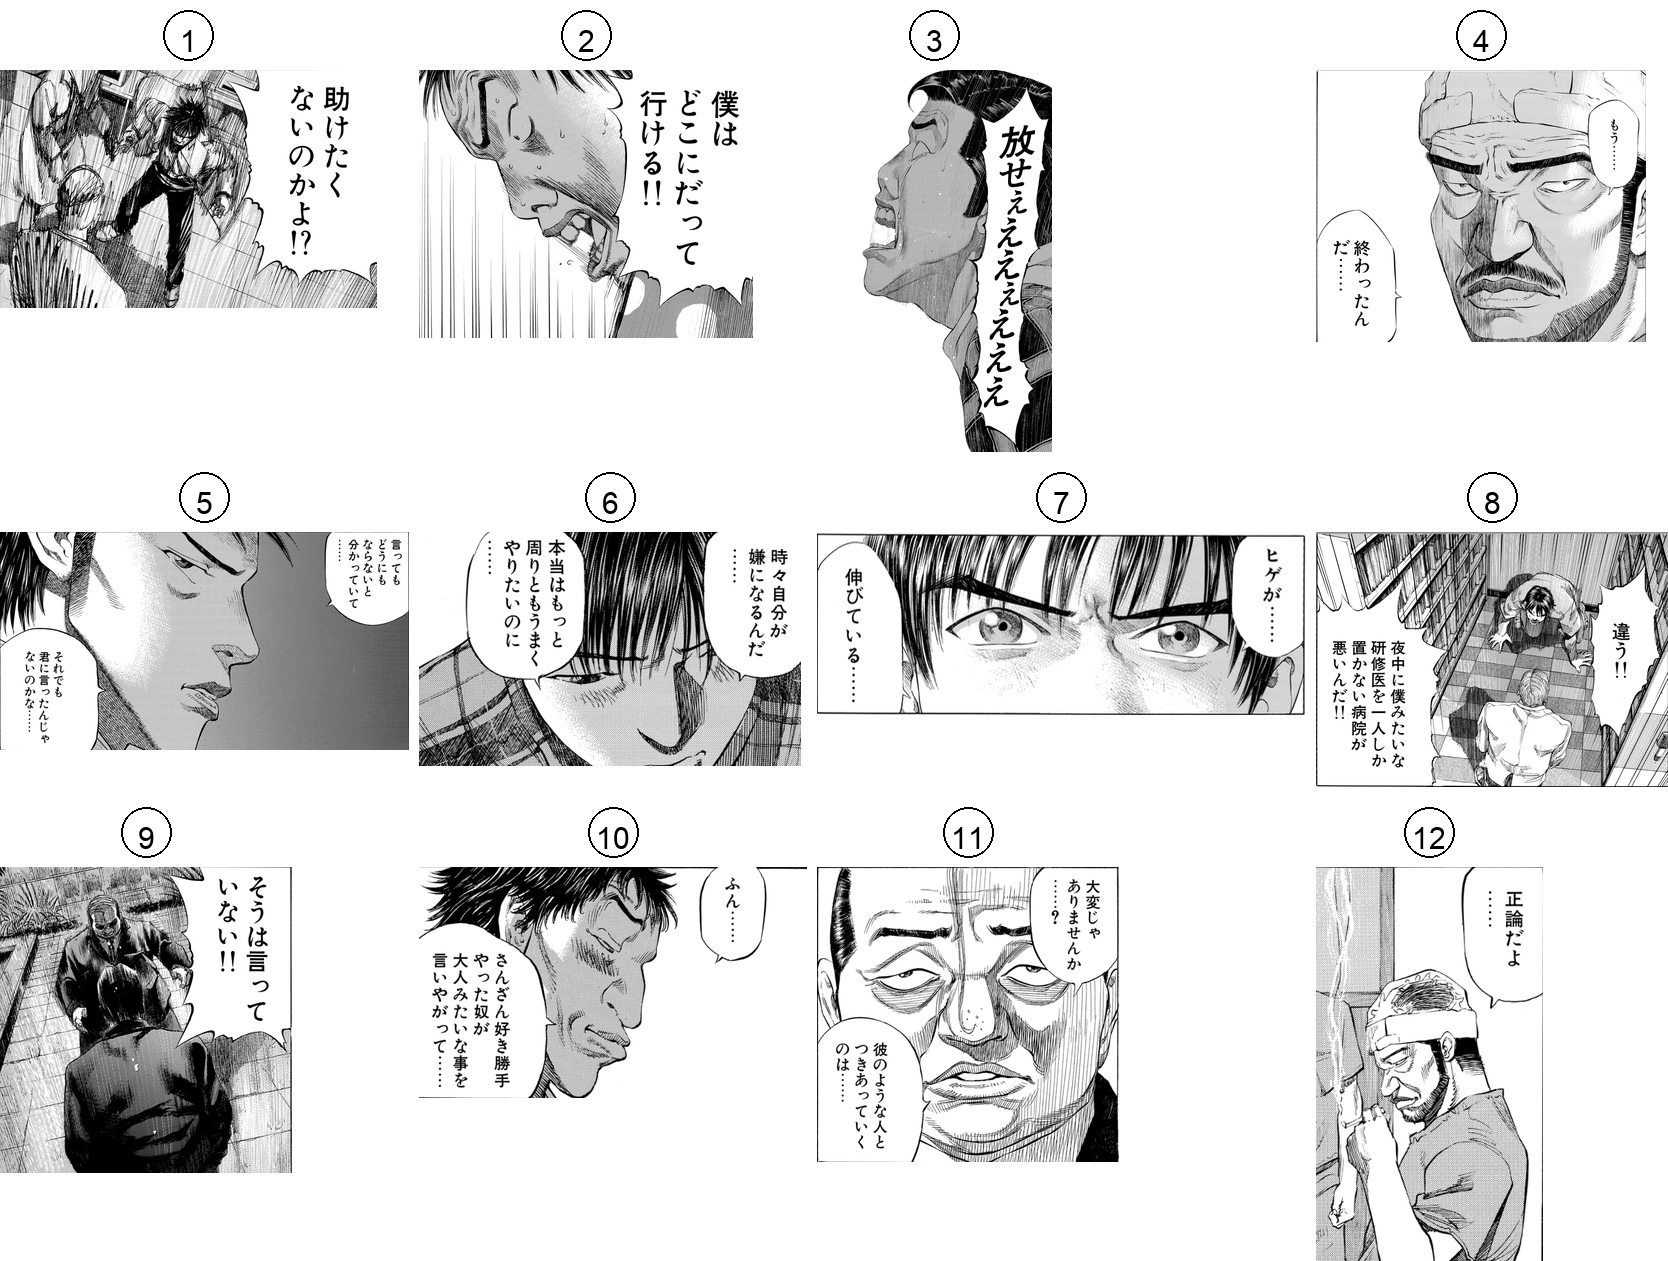 1
助けたく
ないのかよ!?
2
僕は
どこにだって
行ける!!
3
放せぇええぇえええ
4
もう……
終わったん
だ……
5
言っても
どうにも
ならないと
分かっていて
……
それでも
君に言ったんじゃ
ないのかな……
6
時々自分が
嫌になるんだ
……
本当はもっと
周りともうまく
やりたいのに
……
7
ヒゲが……
伸びている……
8
違う!!
夜中に僕みたいな
研修医を一人しか
置かない病院が
悪いんだ!!
9
そうは言って
いない!!
10
ふん……
さんざん好き勝手
やった奴が
大人みたいな事を
言いやがって……
11
大変じゃ
ありませんか
……?
彼のような人と
つきあっていく
のは……
12
正論だよ
……